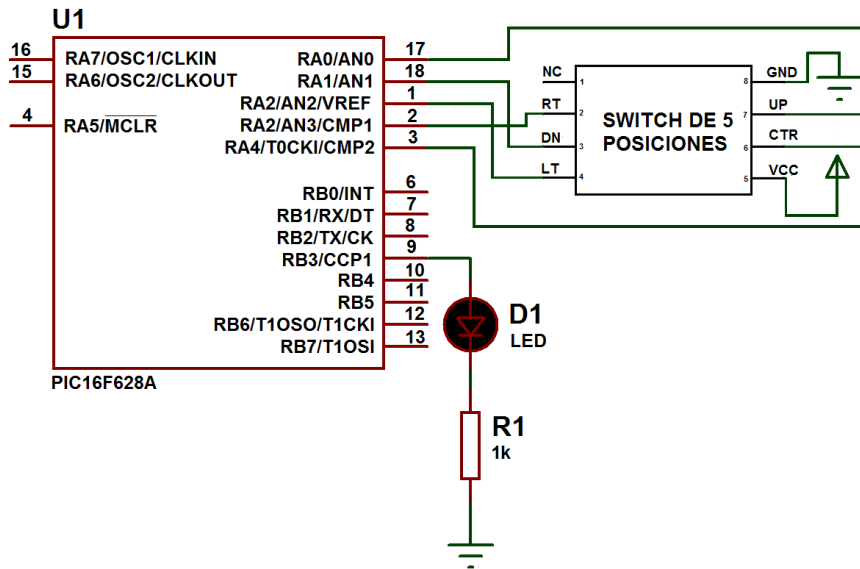 U1
16 RA7/OSC1/CLKIN RA0/AN0 17
15 RA6/OSC2/CLKOUT RA1/AN1 18
RA2/AN2/VREF 1
4 RA5/MCLR RA2/AN3/CMP1 2
RA4/T0CKI/CMP2 3
RB0/INT 6
RB1/RX/DT 7
RB2/TX/CK 8
RB3/CCP1 9
RB4 10
RB5 11
RB6/T1OSO/T1CKI 12
RB7/T1OSI 13
PIC16F628A
NC 1
RT 2
DN 3
LT 4
SWITCH DE 5
POSICIONES
8 GND
7 UP
6 CTR
5 VCC
D1
LED
R1
1k